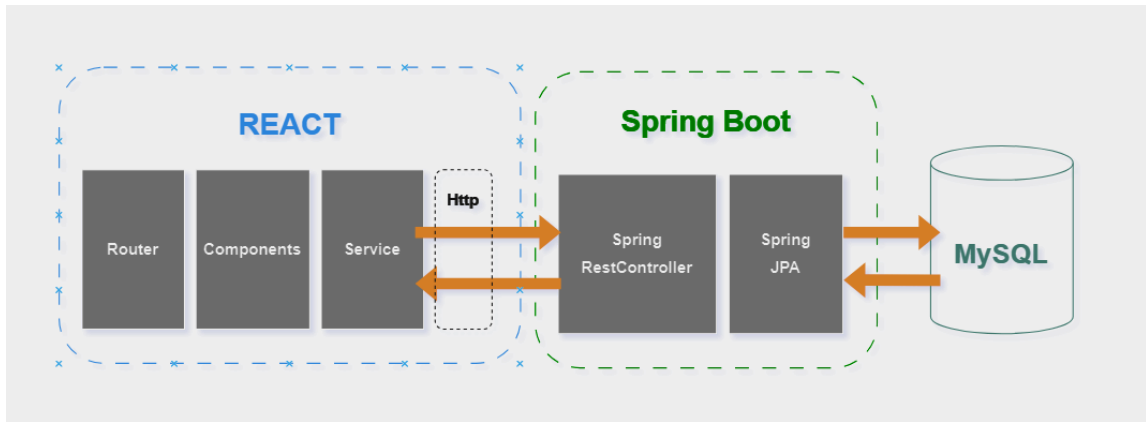 REACT
Spring Boot
Router
Components
Service
Http
Spring
RestController
Spring
JPA
MySQL